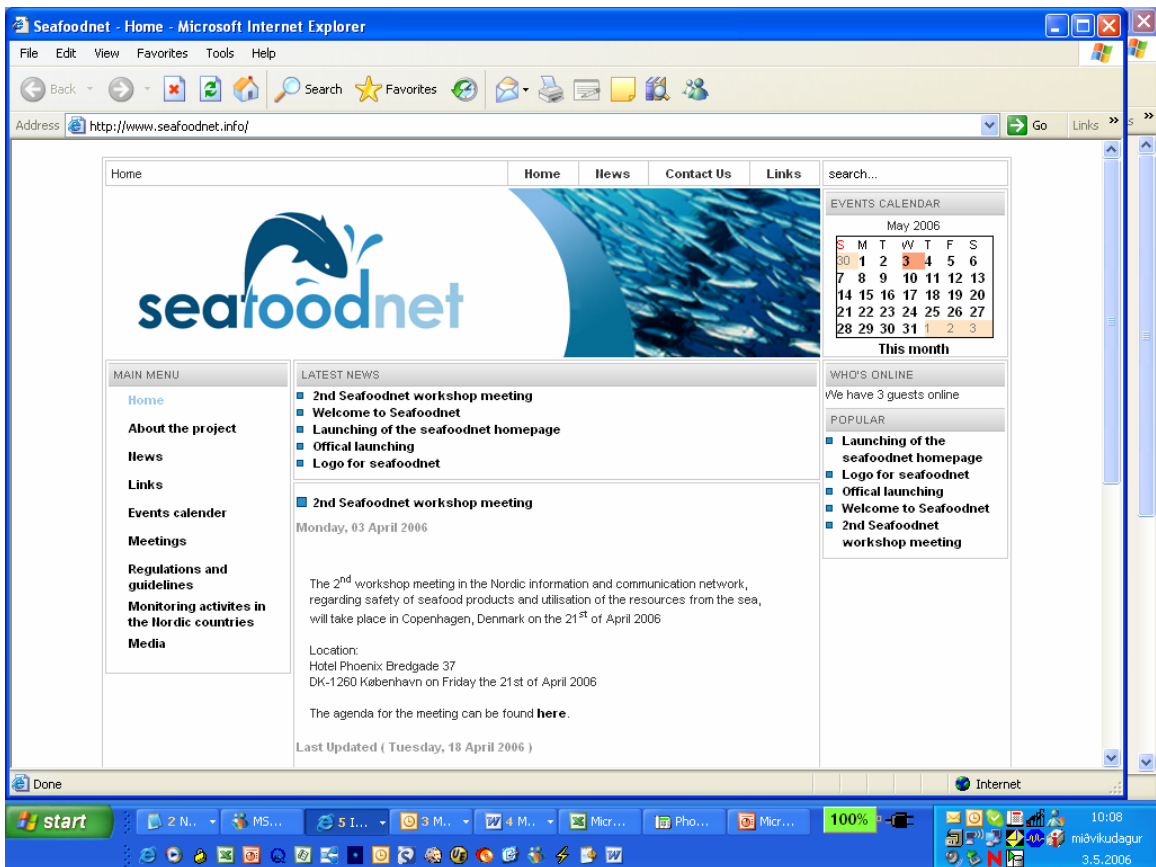 Seafoodnet - Home - Microsoft Internet Explorer
File Edit View Favorites Tools Help
Back Search Favorites
Address http://www.seafoodnet.info/ Go Links »
s »
Home Home News Contact Us Links search...
seafoodnet
EVENTS CALENDAR
May 2006
S M T W T F S
30 1 2 3 4 5 6
7 8 9 10 11 12 13
14 15 16 17 18 19 20
21 22 23 24 25 26 27
28 29 30 31 1 2 3
This month
MAIN MENU
Home
About the project
News
Links
Events calender
Meetings
Regulations and
guidelines
Monitoring activites in
the Nordic countries
Media
LATEST NEWS
2nd Seafoodnet workshop meeting
Welcome to Seafoodnet
Launching of the seafoodnet homepage
Offical launching
Logo for seafoodnet
2nd Seafoodnet workshop meeting
Monday, 03 April 2006
The 2nd workshop meeting in the Nordic information and communication network,
regarding safety of seafood products and utilisation of the resources from the sea,
will take place in Copenhagen, Denmark on the 21st of April 2006
Location:
Hotel Phoenix Bredgade 37
DK-1260 København on Friday the 21st of April 2006
The agenda for the meeting can be found here.
Last Updated ( Tuesday, 18 April 2006 )
WHO'S ONLINE
We have 3 guests online
POPULAR
Launching of the
seafoodnet homepage
Logo for seafoodnet
Offical launching
Welcome to Seafoodnet
2nd Seafoodnet
workshop meeting
Done Internet
start 2 N... MS... 5 I... 3 M... 4 M... Micr... Pho... Micr... 100% 10:08
miðvikudagur
3.5.2006